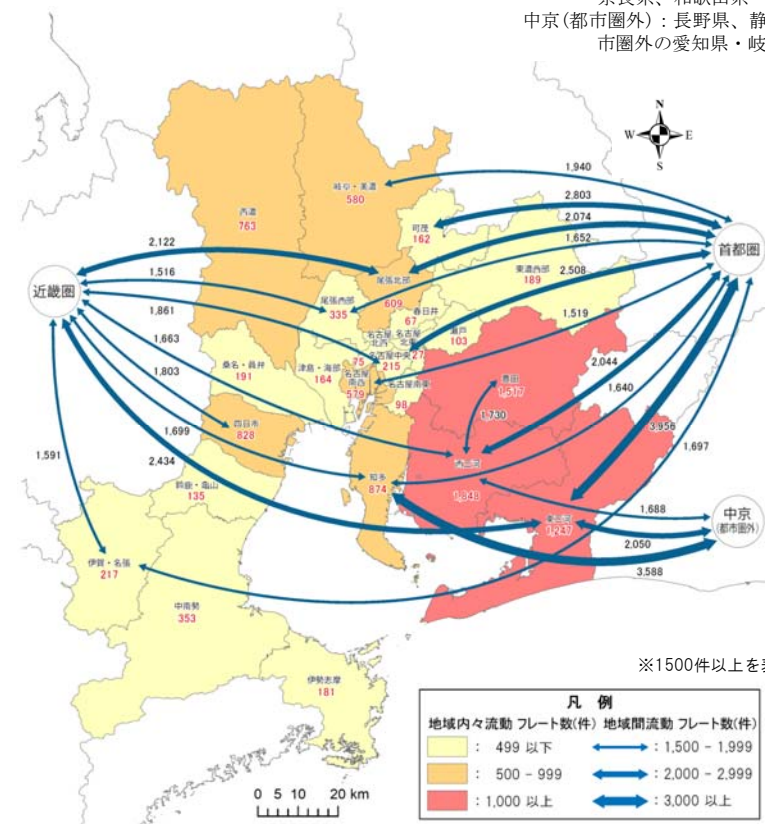 奈良県、和歌山県
中京(都市圏外)：長野県、静
市圏外の愛知県・岐
N
W E
S
1,940
岐阜・美濃
580
2,803
2,074
西濃
763
可茂
162
1,652
首都圏
2,122
東濃西部
189
2,508
尾張北部
609
近畿圏
1,516
尾張西部
335
春日井
67
1,519
1,861
名古屋北西
名古屋北東
瀬戸
103
1,663
75
名古屋中央
215
27
2,044
桑名・員弁
191
津島・海部
164
名古屋南西
579
名古屋南東
98
豊田
1,517
1,640
1,803
1,730
3,956
四日市
828
1,697
1,591
1,699
西三河
1,848
2,434
知多
874
鈴鹿・亀山
135
1,688
中京
(都市圏外)
東三河
1,247
2,050
伊賀・名張
217
3,588
中南勢
353
※1500件以上を表
伊勢志摩
181
凡 例
地域内々流動 フレート数(件) 地域間流動 フレート数(件)
： 499 以下 ：1,500 - 1,999
： 500 - 999 ：2,000 - 2,999
：1,000 以上 ：3,000 以上
0 5 10 20 km